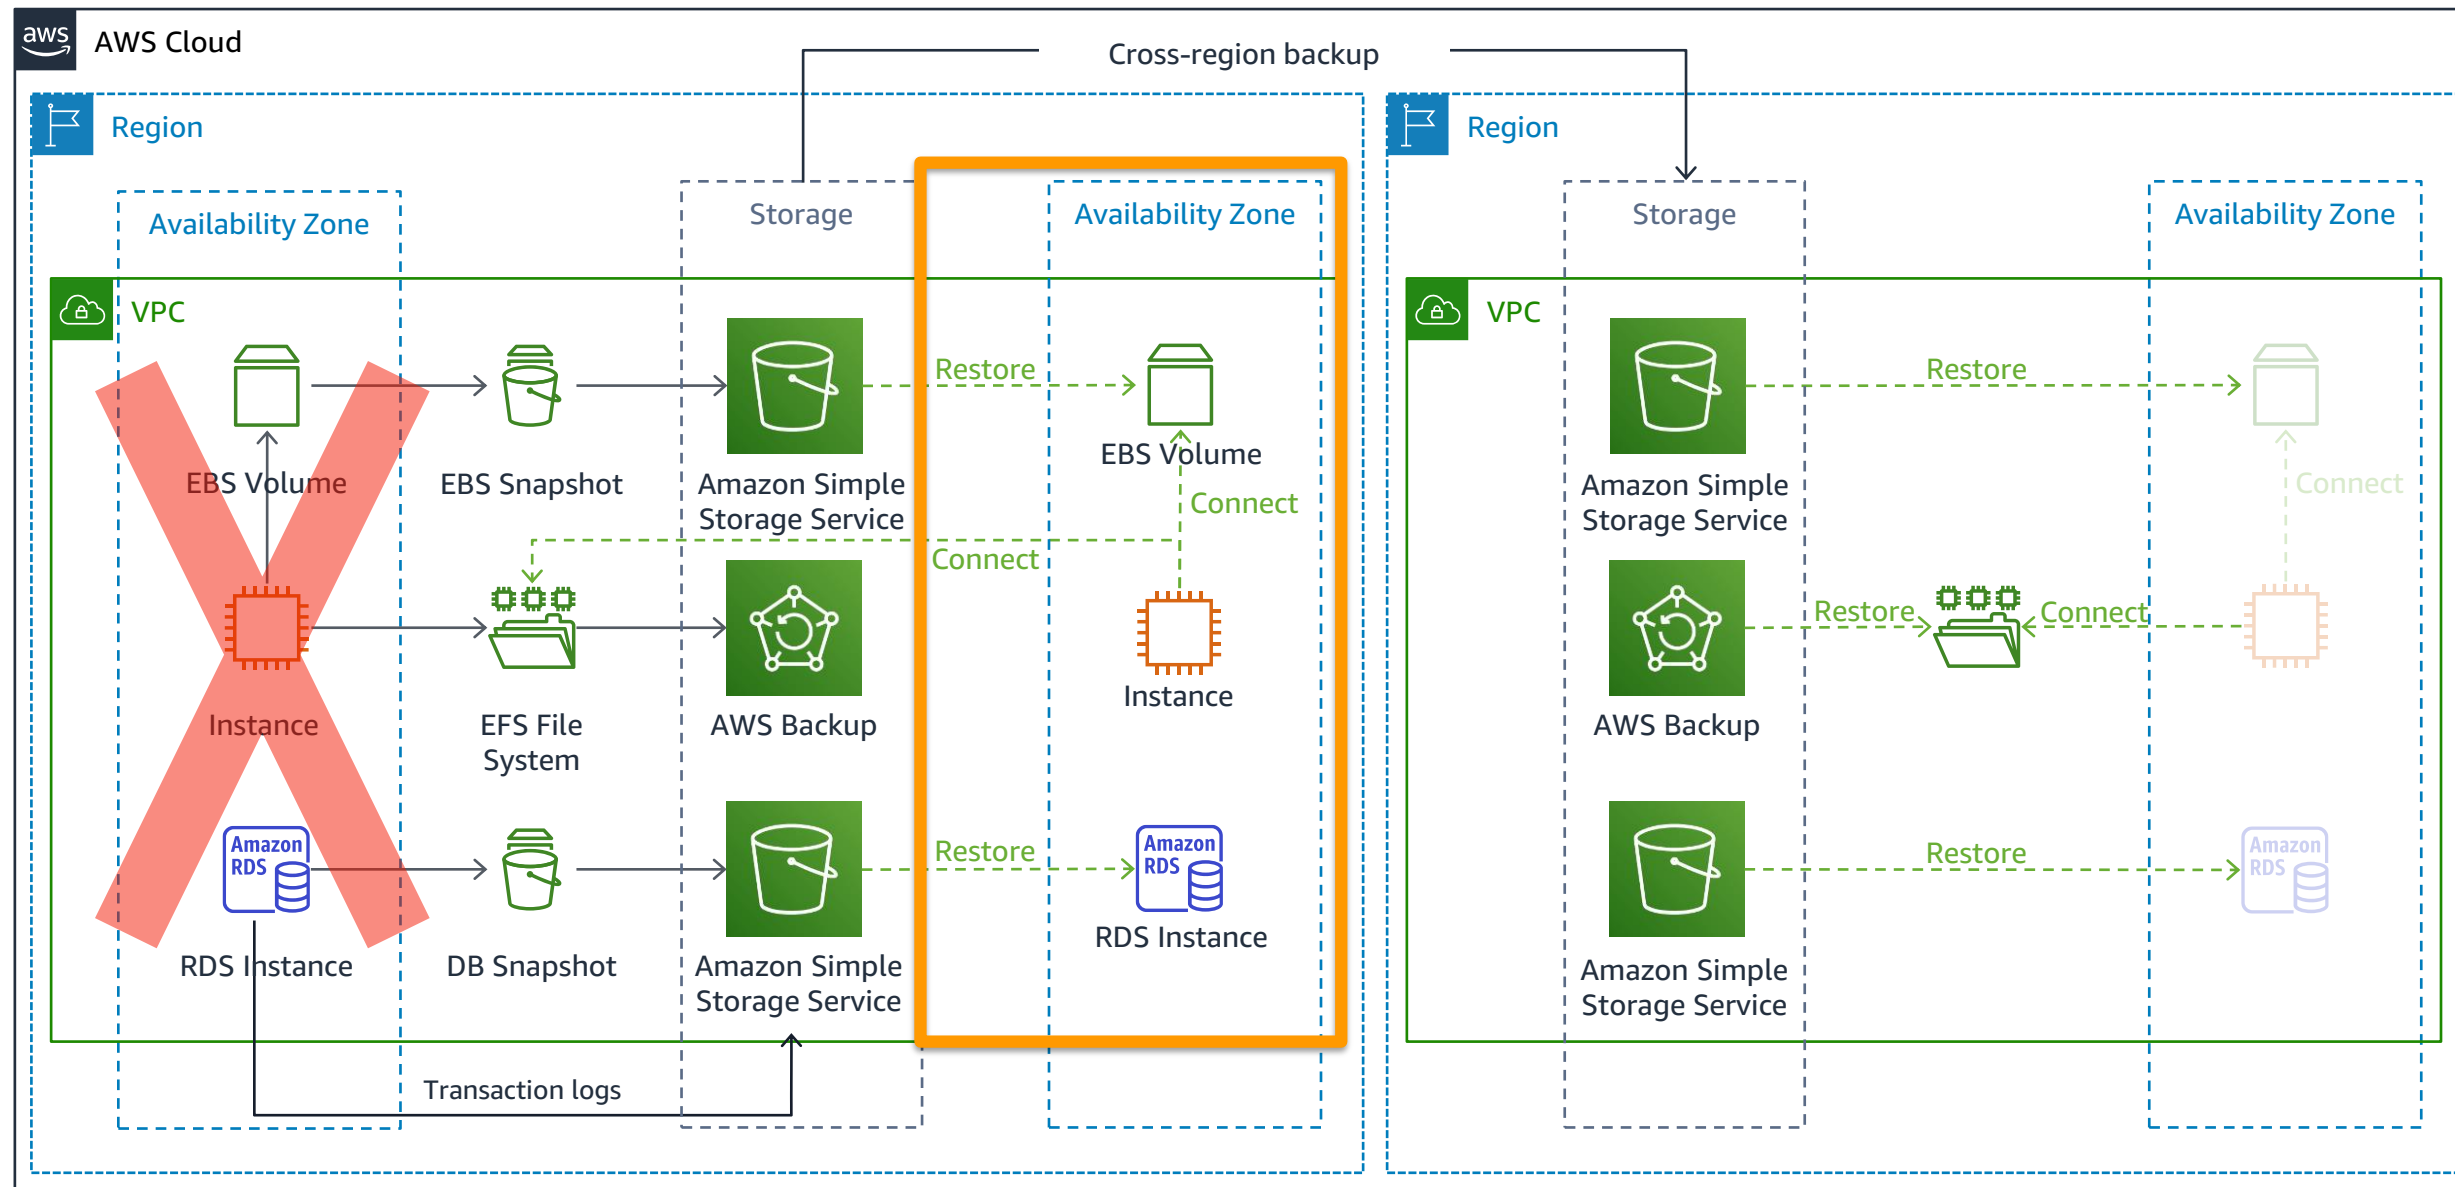 aws
AWS Cloud
Cross-region backup
Region
Region
Availability Zone
Storage
Availability Zone
Storage
Availability Zone
VPC
VPC
Restore
Restore
EBS Volume
EBS Snapshot
Amazon Simple
Storage Service
EBS Volume
Connect
Connect
Amazon Simple
Storage Service
Connect
Restore
Connect
Instance
EFS File
System
AWS Backup
Instance
AWS Backup
Amazon
RDS
Restore
Amazon
RDS
Restore
Amazon
RDS
RDS Instance
DB Snapshot
Amazon Simple
Storage Service
RDS Instance
Amazon Simple
Storage Service
Transaction logs